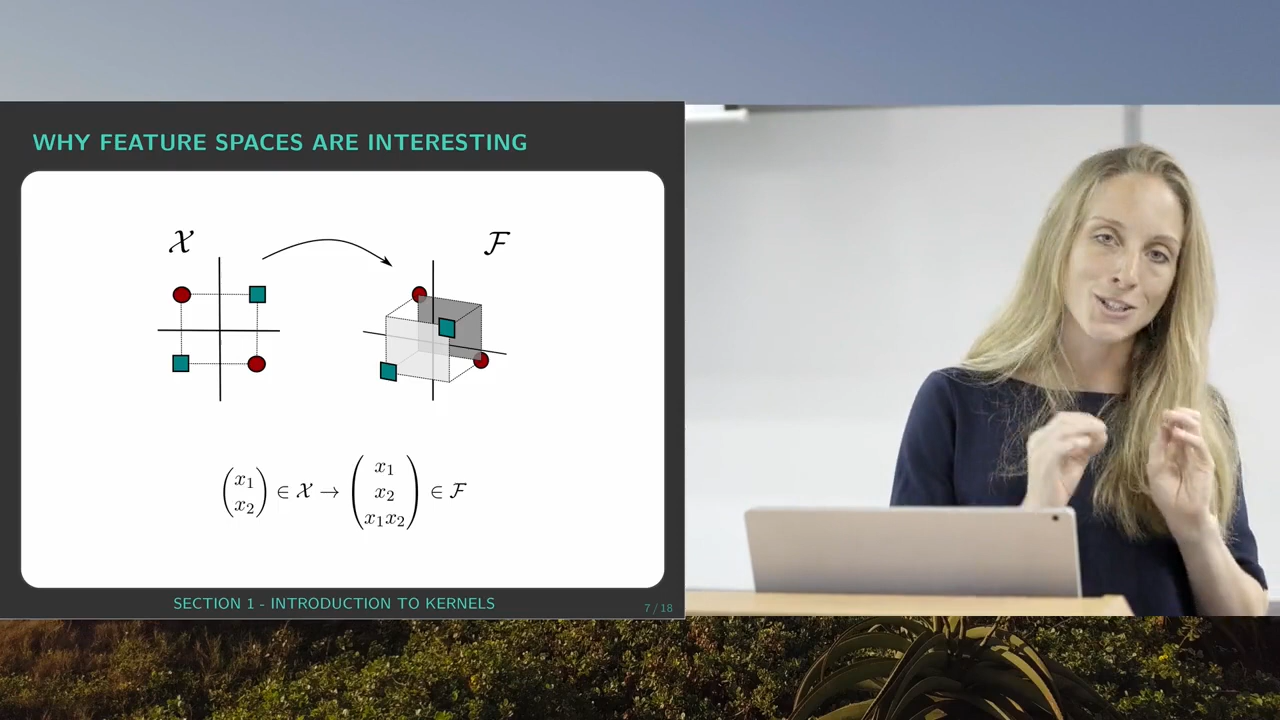 WHY FEATURE SPACES ARE INTERESTING
𝒳 ℱ
(x₁ x₂) ∈ 𝒳 → (x₁ x₂ x₁x₂) ∈ ℱ
SECTION 1 - INTRODUCTION TO KERNELS
7 / 18